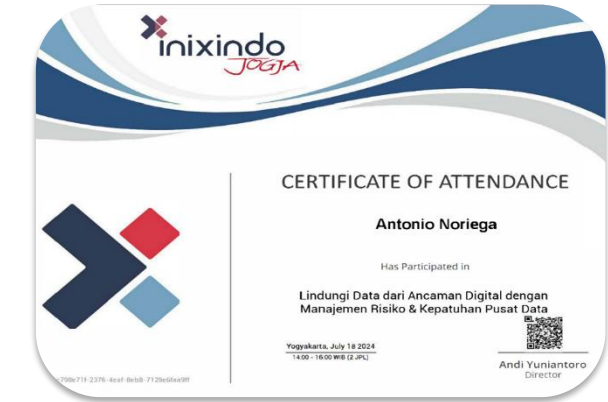 inixindo
JOGJA
CERTIFICATE OF ATTENDANCE
Antonio Noriega
Has Participated in
Lindungi Data dari Ancaman Digital dengan
Manajemen Risiko & Kepatuhan Pusat Data
Yogyakarta, July 18 2024
14:00 - 16:00 WIB (2 JPL)
Andi Yuniantoro
Director